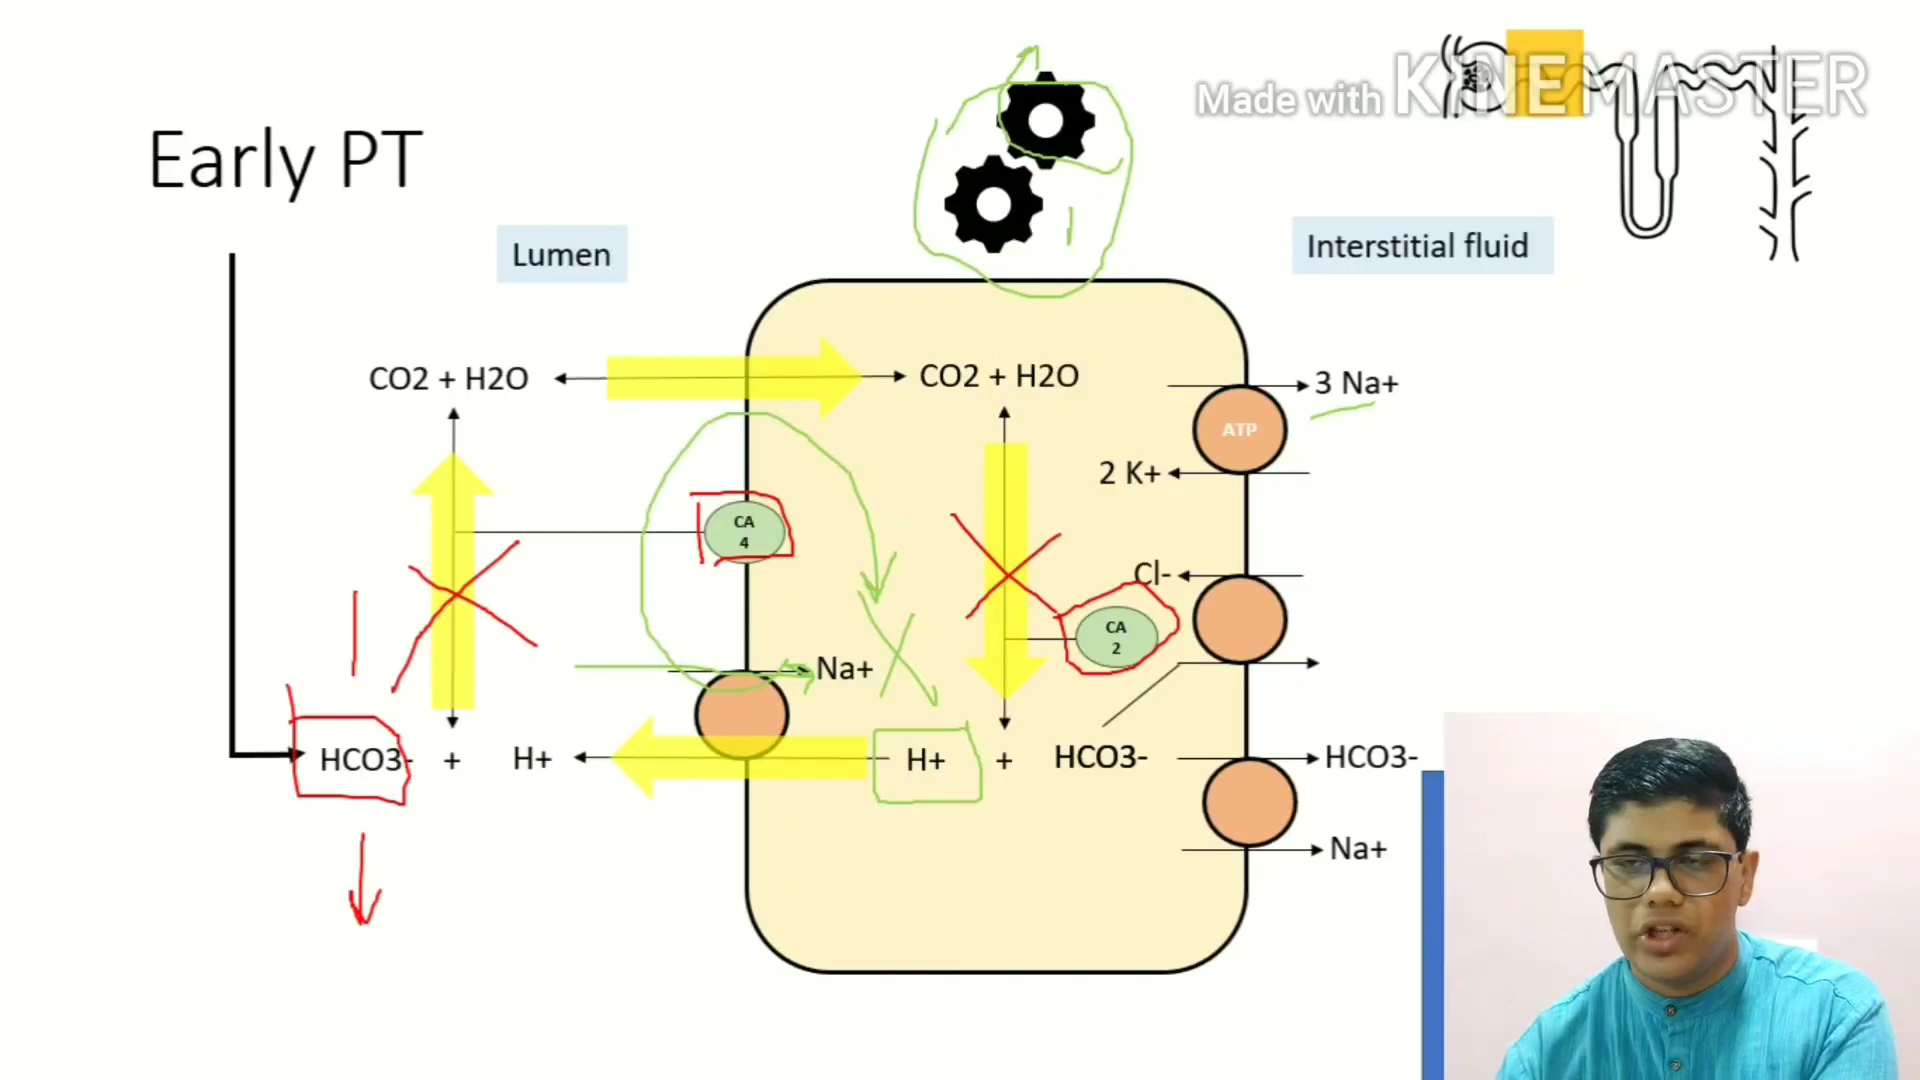 Made with KINEMASTER
Early PT
Lumen
Interstitial fluid
CO2 + H2O
CO2 + H2O
3 Na+
ATP
2 K+
CA
4
Cl-
CA
2
Na+
HCO3- + H+
H+ + HCO3-
HCO3-
Na+